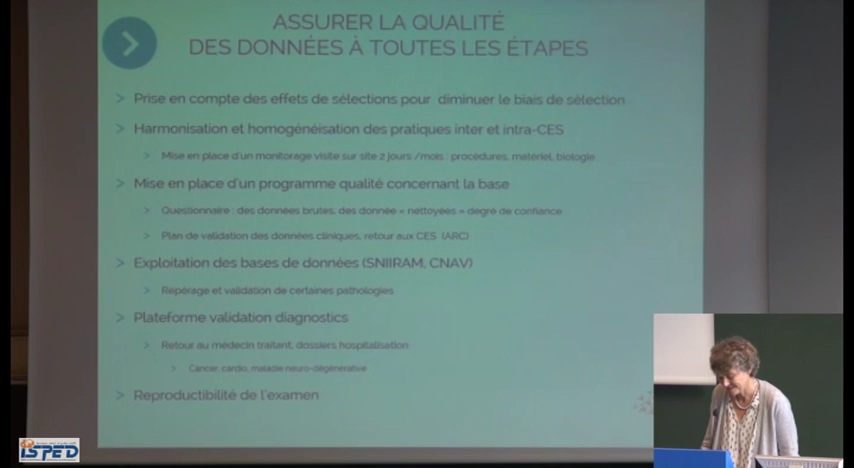 ASSURER LA QUALITÉ
DES DONNÉES À TOUTES LES ÉTAPES
> Prise en compte des effets de sélections pour diminuer le biais de sélection
> Harmonisation et homogénéisation des pratiques inter et intra-CES
> Mise en place d'un monitorage visite sur site 2 jours /mois : procédures, matériel, biologie
> Mise en place d'un programme qualité concernant la base
> Questionnaire : des données brutes, des donnée « nettoyées » degré de confiance
> Plan de validation des données cliniques, retour aux CES (ARC)
> Exploitation des bases de données (SNIIRAM, CNAV)
> Repérage et validation de certaines pathologies
> Plateforme validation diagnostics
> Retour au médecin traitant, dossiers hospitalisation
> Cancer, cardio, maladie neuro-dégénérative
> Reproductibilité de l'examen
ISPED